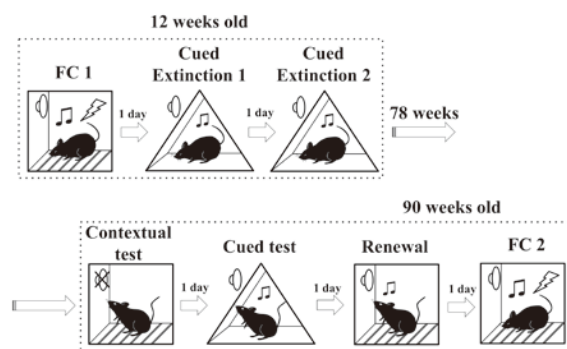 12 weeks old
FC 1
Cued
Extinction 1
Cued
Extinction 2
1 day
1 day
78 weeks
90 weeks old
Contextual
test
Cued test
Renewal
FC 2
1 day
1 day
1 day